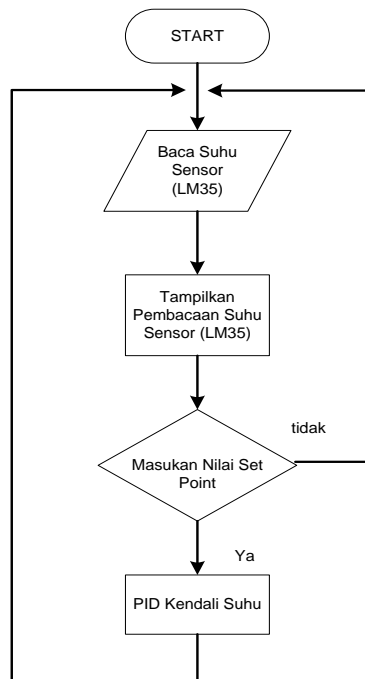 START
Baca Suhu
Sensor
(LM35)
Tampilkan
Pembacaan Suhu
Sensor (LM35)
tidak
Masukan Nilai Set
Point
Ya
PID Kendali Suhu